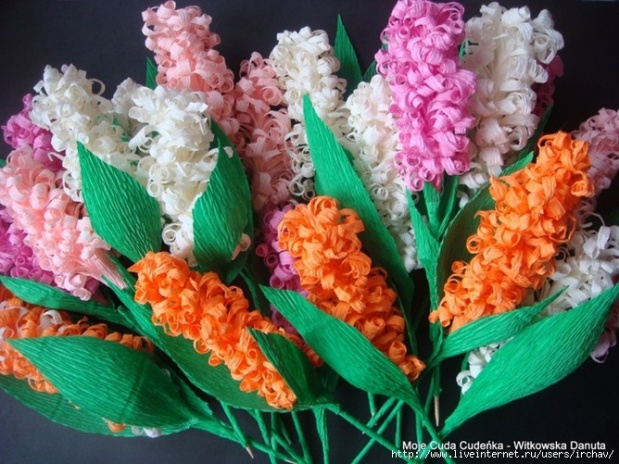 Moje Cuda Cudeńka - Witkowska Danuta
http://www.liveinternet.ru/users/irchav/